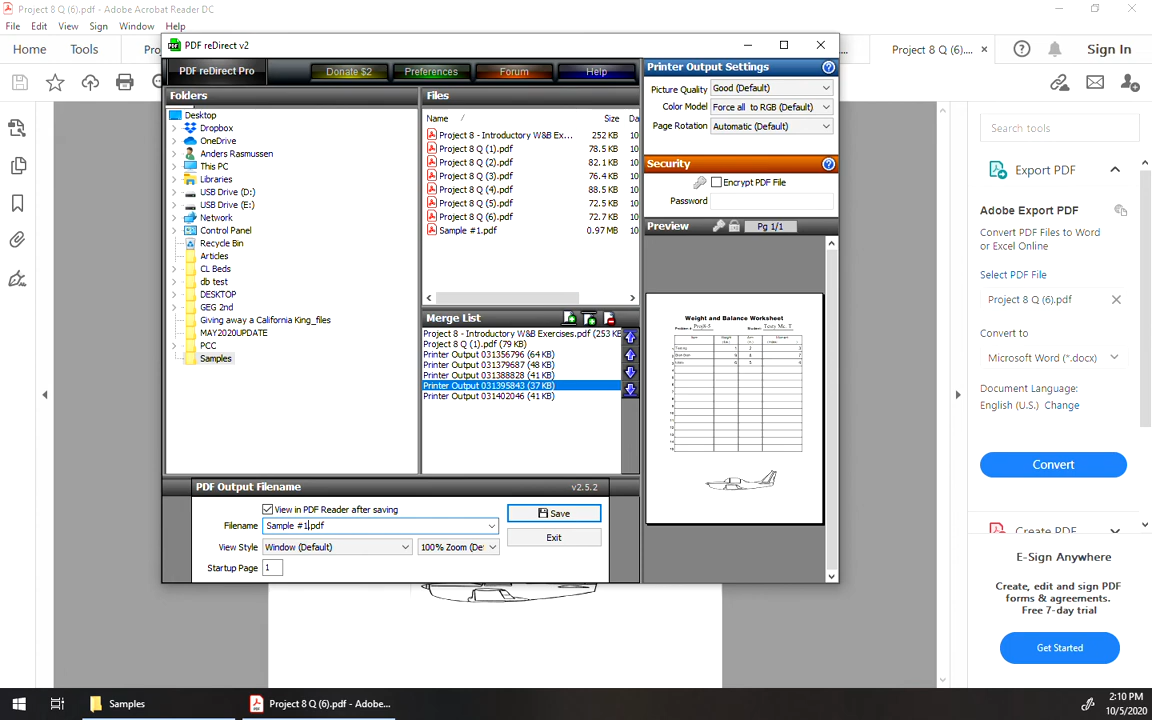 Project 8 Q (6).pdf - Adobe Acrobat Reader DC
File Edit View Sign Window Help
Home Tools Pro
Project 8 Q (6).... × Sign In
PDF reDirect v2
PDF reDirect Pro Donate $2 Preferences Forum Help
Folders
Desktop
Dropbox
OneDrive
Anders Rasmussen
This PC
Libraries
USB Drive (D:)
USB Drive (E:)
Network
Control Panel
Recycle Bin
Articles
CL Beds
db test
DESKTOP
GEG 2nd
Giving away a California King_files
MAY2020UPDATE
PCC
Samples
Files
Name / Size Da
Project 8 - Introductory W&B Ex... 252 KB 10
Project 8 Q (1).pdf 78.5 KB 10
Project 8 Q (2).pdf 82.1 KB 10
Project 8 Q (3).pdf 76.4 KB 10
Project 8 Q (4).pdf 88.5 KB 10
Project 8 Q (5).pdf 72.5 KB 10
Project 8 Q (6).pdf 72.7 KB 10
Sample #1.pdf 0.97 MB 10
Merge List
Project 8 - Introductory W&B Exercises.pdf (253 KB)
Project 8 Q (1).pdf (79 KB)
Printer Output 031356796 (64 KB)
Printer Output 031379687 (48 KB)
Printer Output 031388828 (41 KB)
Printer Output 031395843 (37 KB)
Printer Output 031402046 (41 KB)
Printer Output Settings
Picture Quality Good (Default)
Color Model Force all to RGB (Default)
Page Rotation Automatic (Default)
Security
Encrypt PDF File
Password
Preview Pg 1/1
Weight and Balance Worksheet
PDF Output Filename v2.5.2
View in PDF Reader after saving
Filename Sample #1.pdf
View Style Window (Default) 100% Zoom (De
Startup Page 1
Save
Exit
Search tools
Export PDF
Adobe Export PDF
Convert PDF Files to Word
or Excel Online
Select PDF File
Project 8 Q (6).pdf ×
Convert to
Microsoft Word (*.docx)
Document Language:
English (U.S.) Change
Convert
Create PDF
E-Sign Anywhere
Create, edit and sign PDF
forms & agreements.
Free 7-day trial
Get Started
Samples
Project 8 Q (6).pdf - Adobe...
2:10 PM
10/5/2020